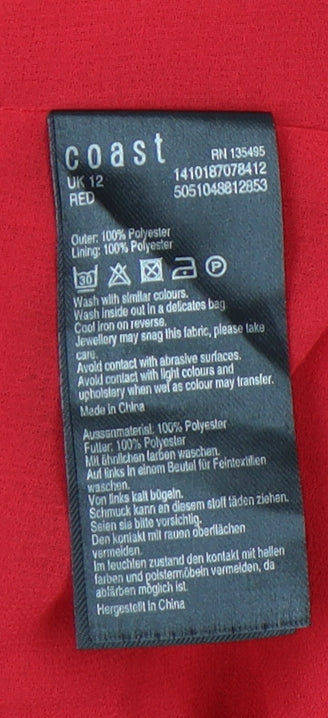 coast
RN 135495
UK 12
1410187078412
RED
5051048812853
Outer: 100% Polyester
Lining: 100% Polyester
30
P
Wash with similar colours.
Wash inside out in a delicates bag
Cool iron on reverse.
Jewellery may snag this fabric, please take
care.
Avoid contact with abrasive surfaces.
Avoid contact with light colours and
upholstery when wet as colour may transfer.
Made in China
Aussenmaterial: 100% Polyester
Futter: 100% Polyester
Mit ähnlichen farben waschen.
Auf links in einem Beutel für Feintextilien
waschen.
Von links kalt bügeln.
Schmuck kann an diesem stoff fäden ziehen.
Seien sie bitte vorsichtig.
Den kontakt mit rauen oberflächen
vermeiden.
Im feuchten zustand den kontakt mit hellen
farben und polstermöbeln vermeiden, da
abfärben möglich ist.
Hergestellt in China